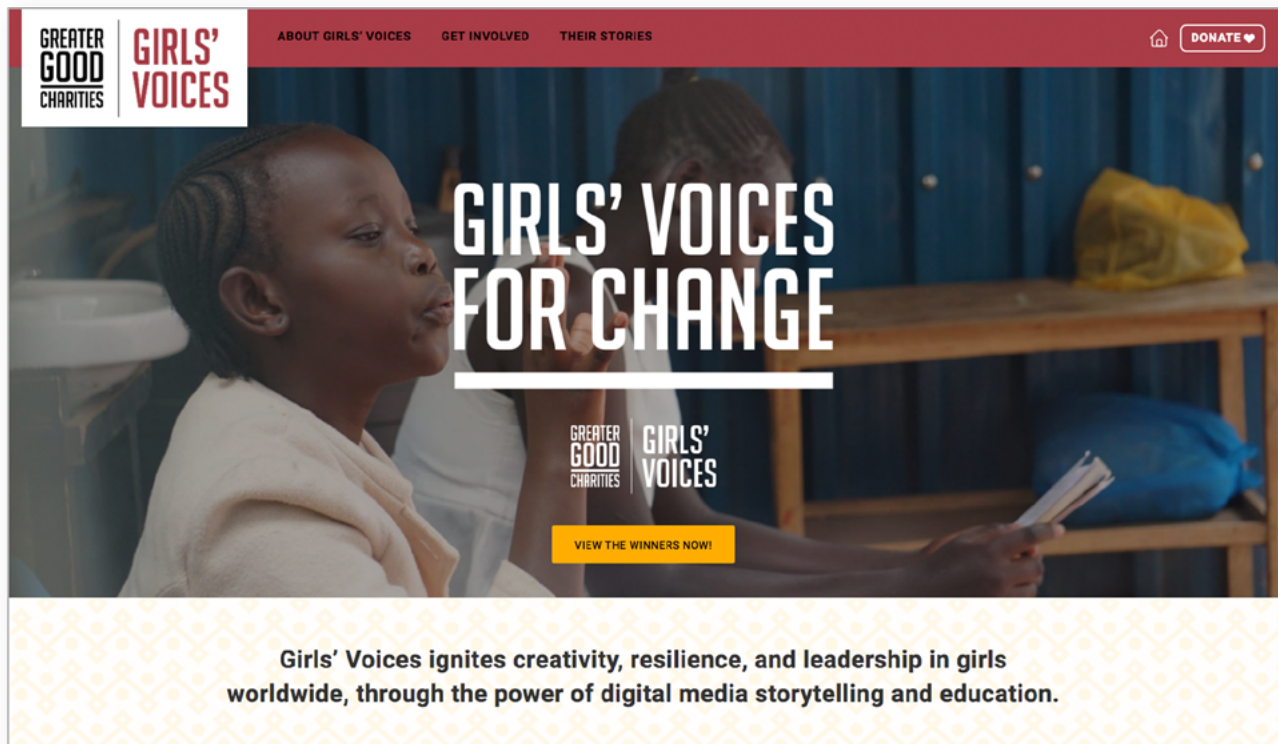 GREATER
GOOD
CHARITIES
GIRLS'
VOICES
ABOUT GIRLS' VOICES
GET INVOLVED
THEIR STORIES
DONATE
GIRLS' VOICES
FOR CHANGE
GREATER
GOOD
CHARITIES
GIRLS'
VOICES
VIEW THE WINNERS NOW!
Girls' Voices ignites creativity, resilience, and leadership in girls
worldwide, through the power of digital media storytelling and education.